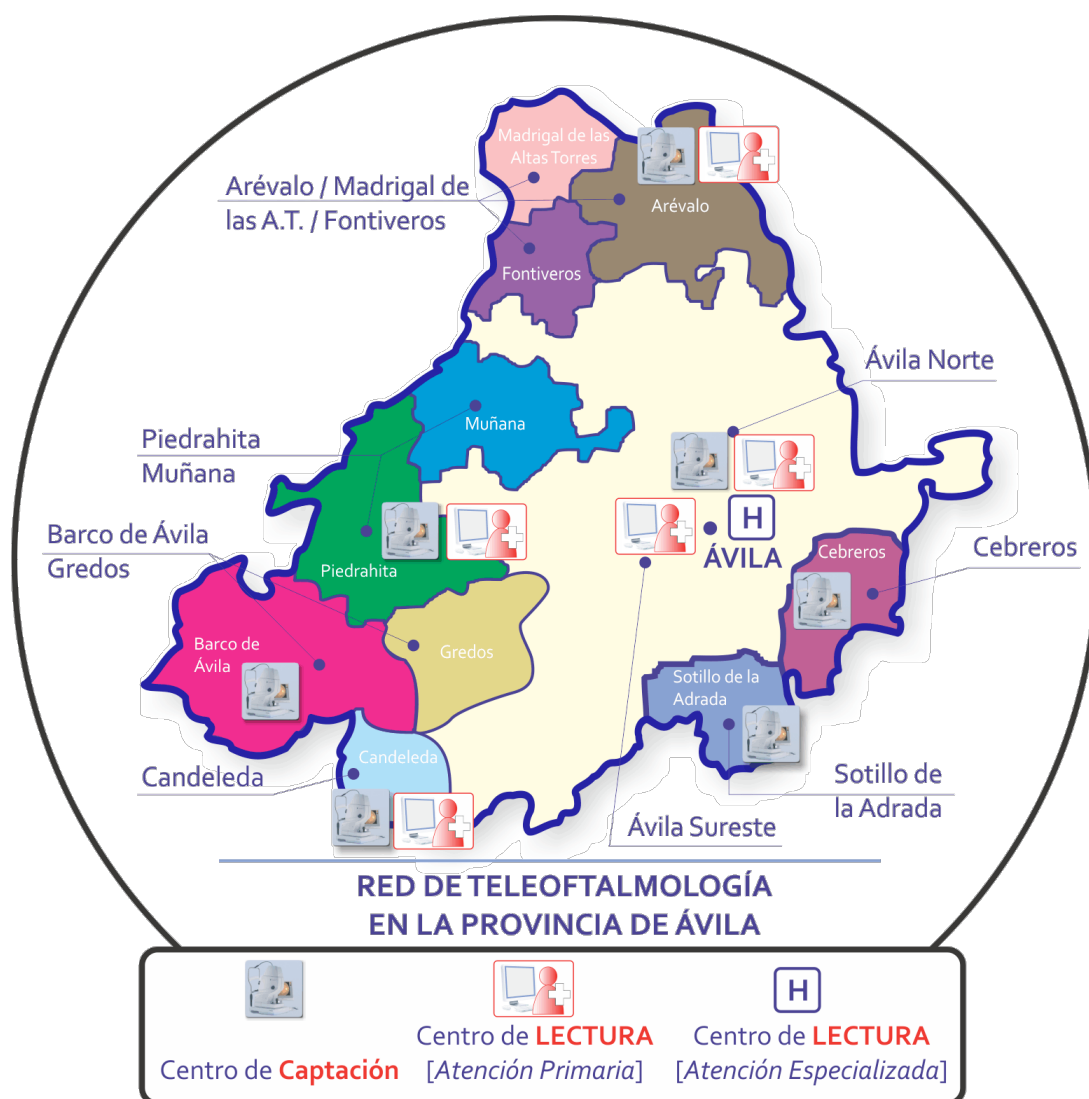 Madrigal de las
Altas Torres
Arévalo / Madrigal de
las A.T. / Fontiveros
Arévalo
Fontiveros
Ávila Norte
Muñana
Piedrahita
Muñana
H
ÁVILA
Barco de Ávila
Gredos
Cebreros
Cebreros
Piedrahita
Barco de
Ávila
Gredos
Sotillo de la
Adrada
Candeleda
Candeleda
Sotillo de
la Adrada
Ávila Sureste
RED DE TELEOFTALMOLOGÍA
EN LA PROVINCIA DE ÁVILA
H
Centro de Captación
Centro de LECTURA
[Atención Primaria]
Centro de LECTURA
[Atención Especializada]